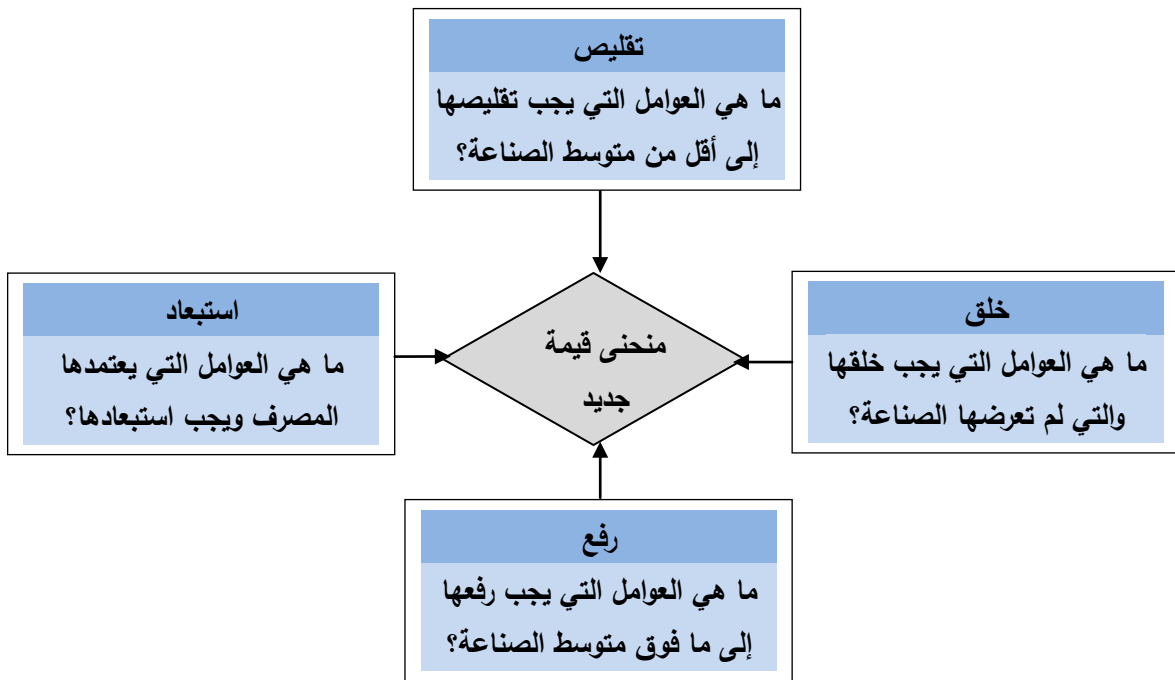 تقليص
ما هي العوامل التي يجب تقليصها
إلى أقل من متوسط الصناعة؟
خلق
ما هي العوامل التي يجب خلقها
والتي لم تعرضها الصناعة؟
منحنى قيمة
جديد
استبعاد
ما هي العوامل التي يعتمدها
المصرف ويجب استبعادها؟
رفع
ما هي العوامل التي يجب رفعها
إلى ما فوق متوسط الصناعة؟